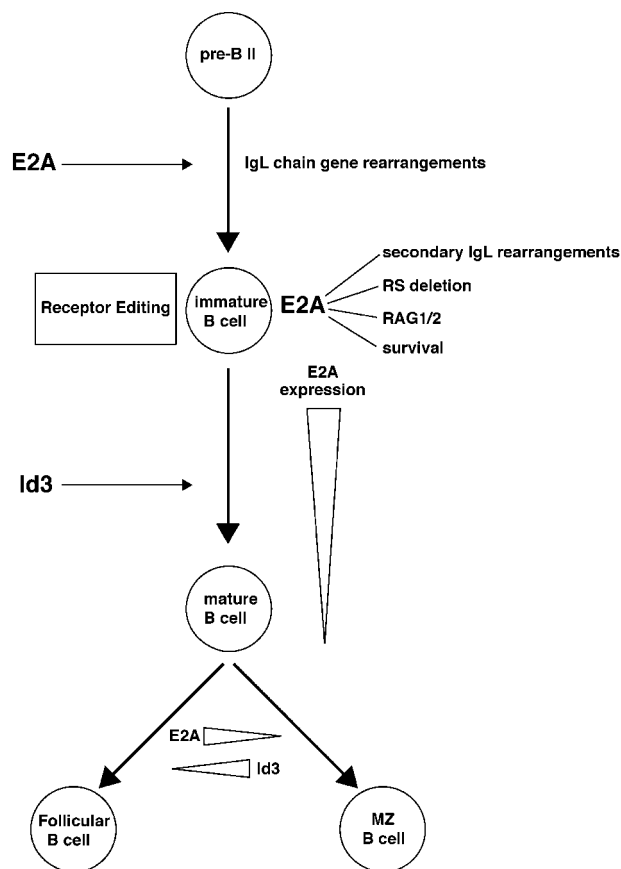 pre-B II
E2A
IgL chain gene rearrangements
Receptor Editing
immature
B cell
E2A
secondary IgL rearrangements
RS deletion
RAG1/2
survival
E2A
expression
Id3
mature
B cell
E2A
Id3
Follicular
B cell
MZ
B cell